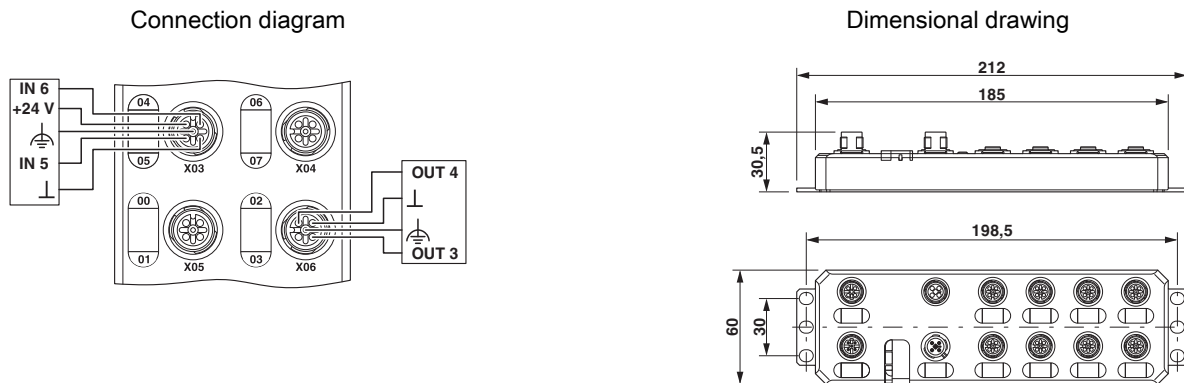 Connection diagram
IN 6
+24 V
IN 5
04
05
X03
06
07
X04
00
01
X05
02
03
X06
OUT 4
OUT 3
Dimensional drawing
212
185
30,5
198,5
60
30